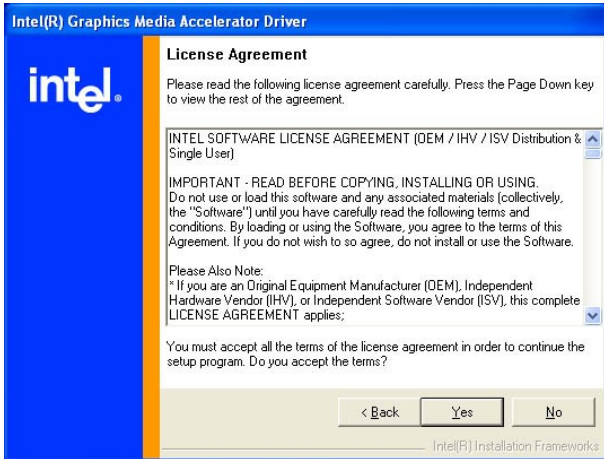 Intel(R) Graphics Media Accelerator Driver
intel®
License Agreement
Please read the following license agreement carefully. Press the Page Down key
to view the rest of the agreement.
INTEL SOFTWARE LICENSE AGREEMENT (OEM / IHV / ISV Distribution &
Single User)
IMPORTANT - READ BEFORE COPYING, INSTALLING OR USING.
Do not use or load this software and any associated materials (collectively,
the "Software") until you have carefully read the following terms and
conditions. By loading or using the Software, you agree to the terms of this
Agreement. If you do not wish to so agree, do not install or use the Software.
Please Also Note:
* If you are an Original Equipment Manufacturer (OEM), Independent
Hardware Vendor (IHV), or Independent Software Vendor (ISV), this complete
LICENSE AGREEMENT applies;
You must accept all the terms of the license agreement in order to continue the
setup program. Do you accept the terms?
< Back Yes No
Intel(R) Installation Frameworks